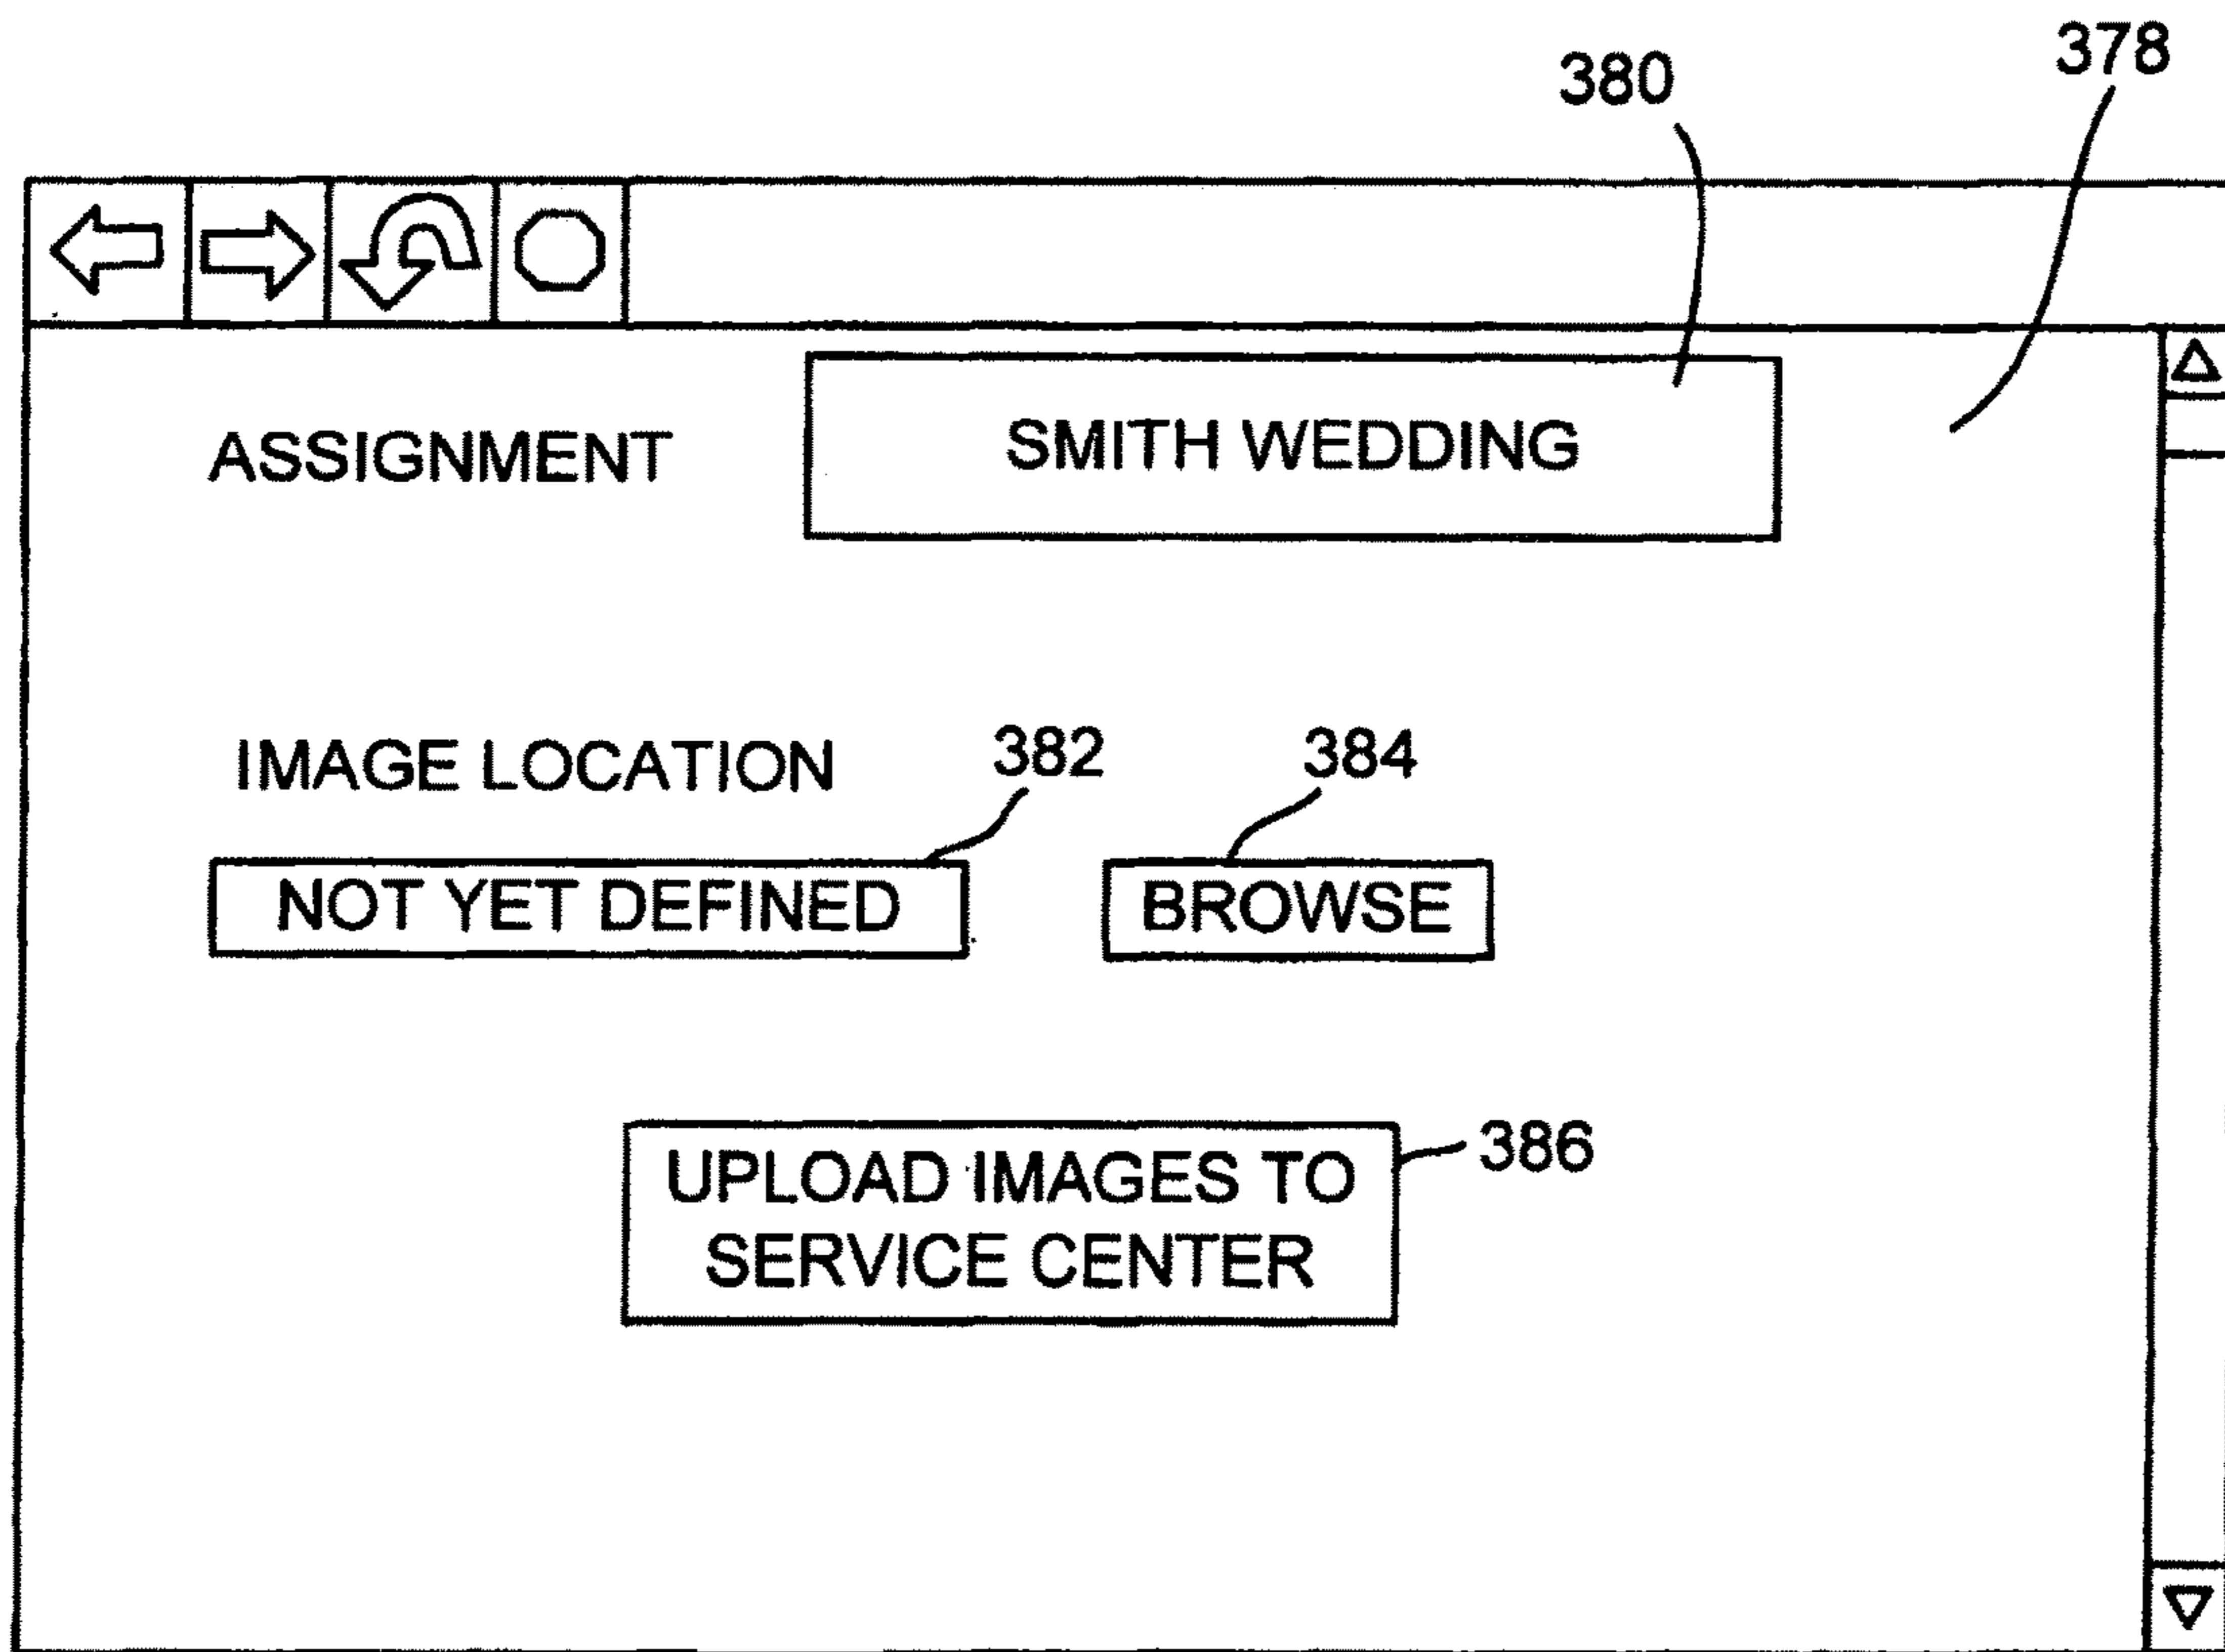 378
380
ASSIGNMENT
SMITH WEDDING
IMAGE LOCATION
382
384
NOT YET DEFINED
BROWSE
UPLOAD IMAGES TO
SERVICE CENTER
386